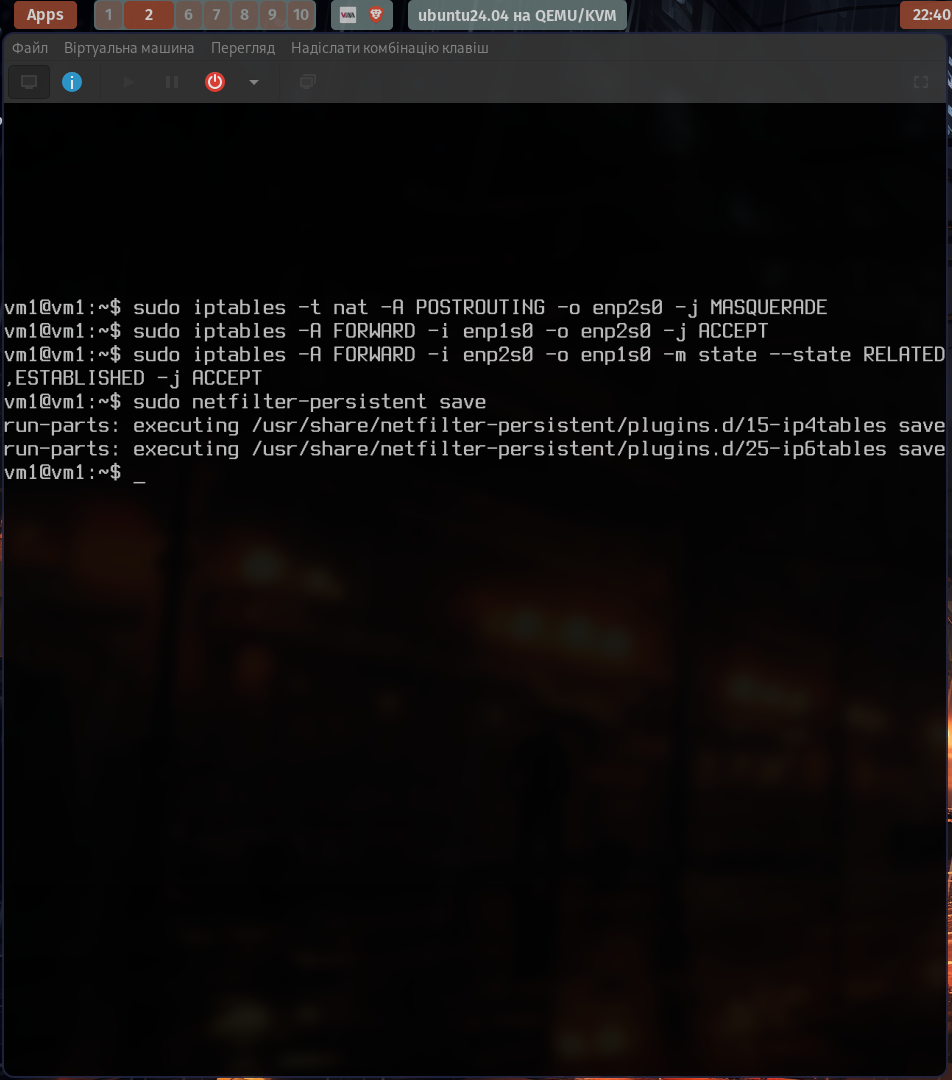 Apps 1 2 6 7 8 9 10 ubuntu24.04 на QEMU/KVM 22:40
Файл Віртуальна машина Перегляд Надіслати комбінацію клавіш
vm1@vm1:~$ sudo iptables -t nat -A POSTROUTING -o enp2s0 -j MASQUERADE
vm1@vm1:~$ sudo iptables -A FORWARD -i enp1s0 -o enp2s0 -j ACCEPT
vm1@vm1:~$ sudo iptables -A FORWARD -i enp2s0 -o enp1s0 -m state --state RELATED
,ESTABLISHED -j ACCEPT
vm1@vm1:~$ sudo netfilter-persistent save
run-parts: executing /usr/share/netfilter-persistent/plugins.d/15-ip4tables save
run-parts: executing /usr/share/netfilter-persistent/plugins.d/25-ip6tables save
vm1@vm1:~$ _